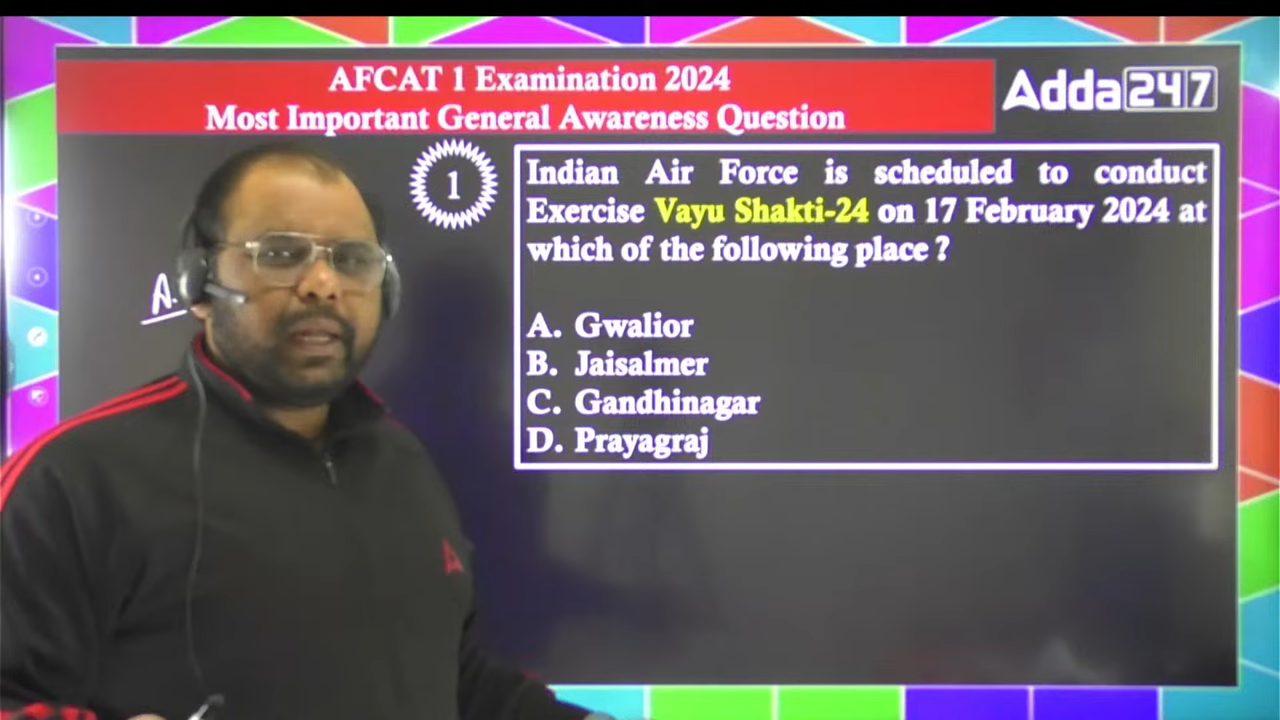 AFCAT 1 Examination 2024
Most Important General Awareness Question
Adda247
1
Indian Air Force is scheduled to conduct
Exercise Vayu Shakti-24 on 17 February 2024 at
which of the following place ?
A. Gwalior
B. Jaisalmer
C. Gandhinagar
D. Prayagraj
A.